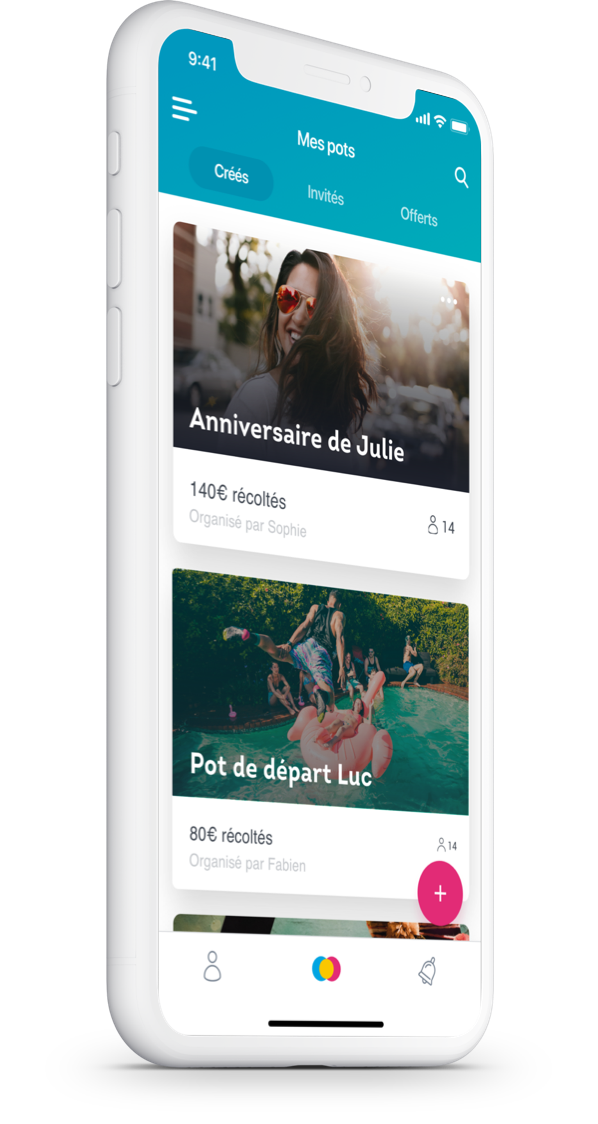 9:41
Mes pots
Créés
Invités
Offerts
Anniversaire de Julie
140€ récoltés
Organisé par Sophie
14
Pot de départ Luc
80€ récoltés
Organisé par Fabien
14
+